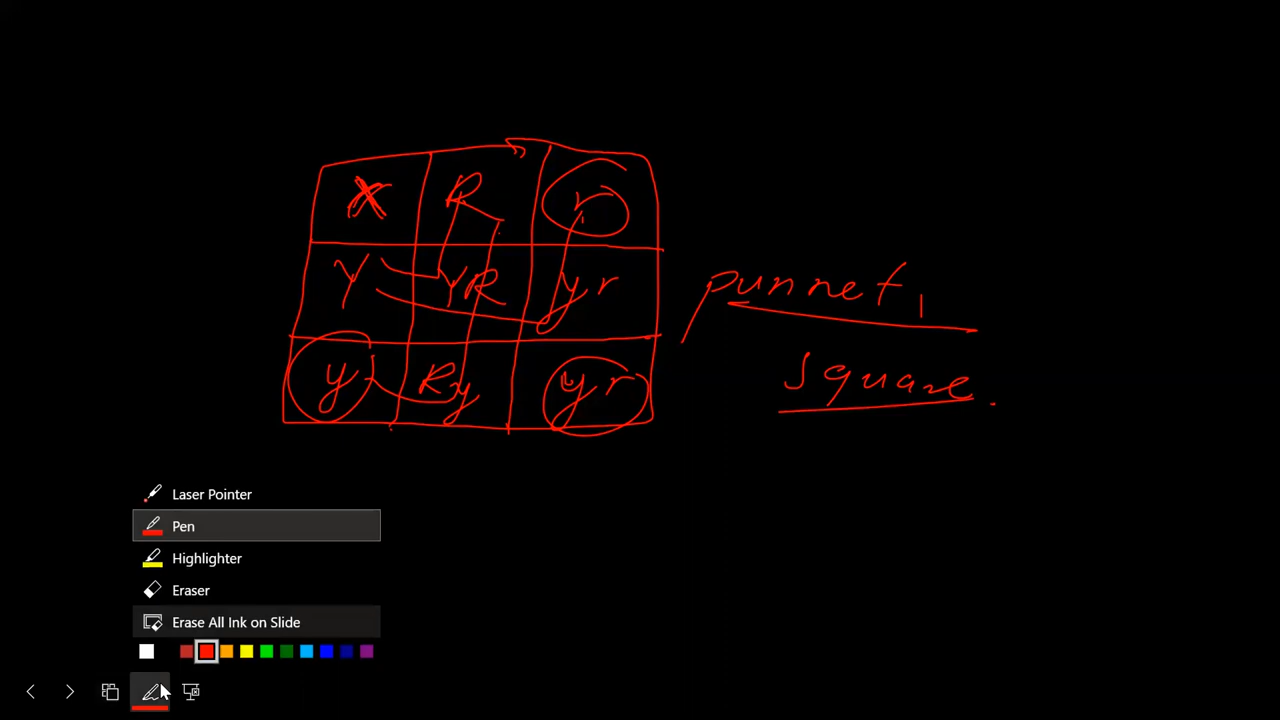 X R r
Y YR yr
y Ry yr
punnet
square.
Laser Pointer
Pen
Highlighter
Eraser
Erase All Ink on Slide